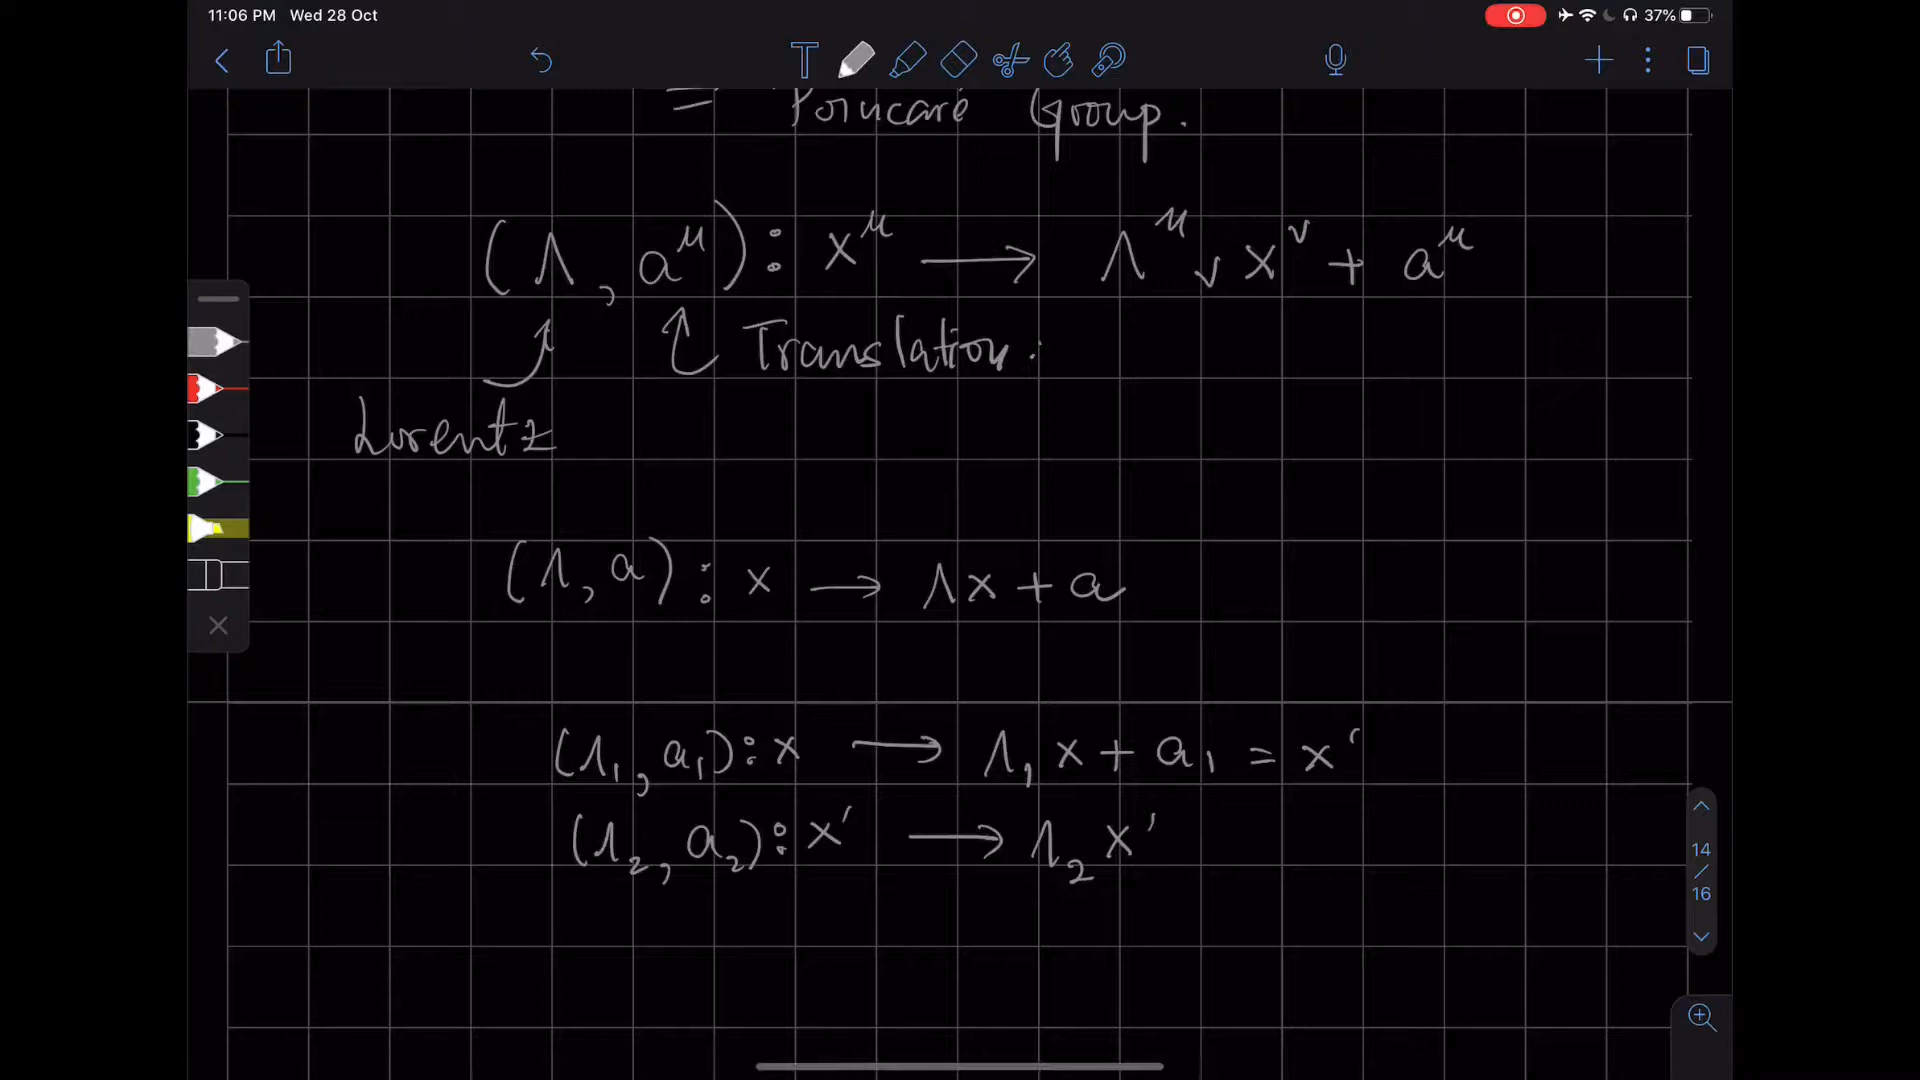 11:06 PM Wed 28 Oct 37%
T
= Poincare Group.
(Λ, a^μ) : x^μ ⟶ Λ^μ_ν x^ν + a^μ
Translation.
Lorentz
(Λ, a) : x → Λx + a
(Λ₁, a₁) : x ⟶ Λ₁ x + a₁ = x'
(Λ₂, a₂) : x' ⟶ Λ₂ x'
14
/
16